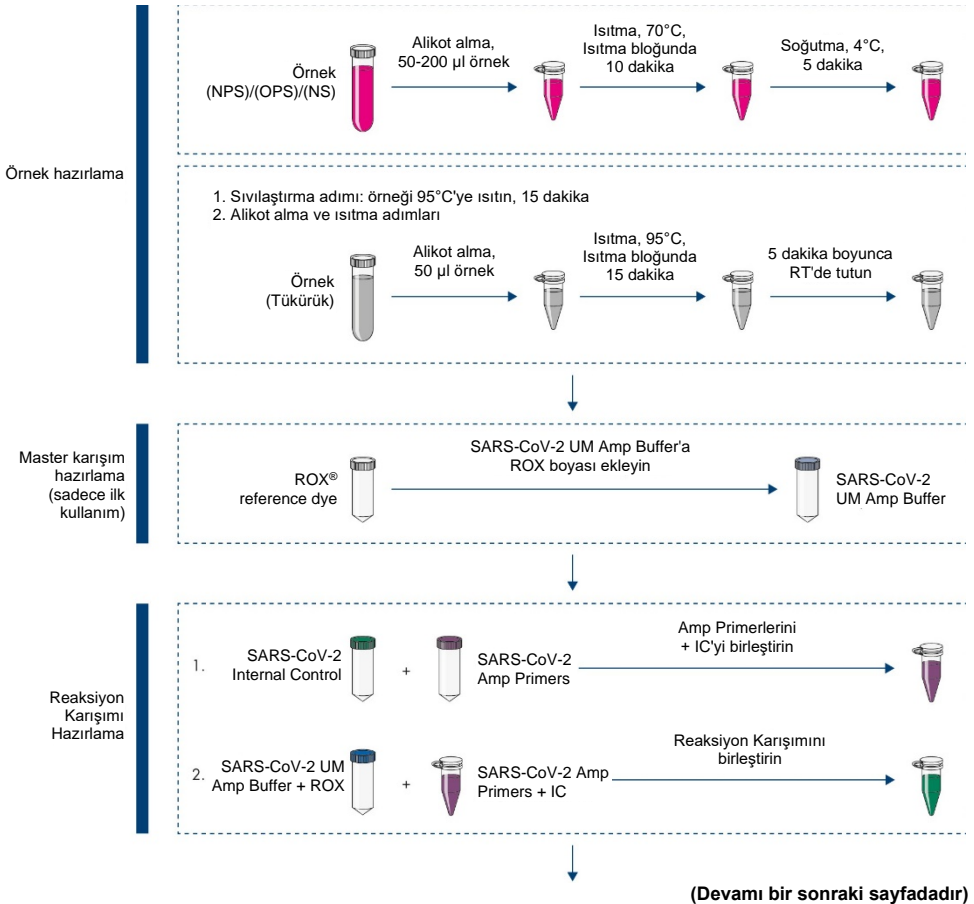 Örnek hazırlama
Örnek
(NPS)/(OPS)/(NS)
Alikot alma,
50-200 µl örnek
Isıtma, 70°C,
Isıtma bloğunda
10 dakika
Soğutma, 4°C,
5 dakika
1. Sıvılaştırma adımı: örneği 95°C'ye ısıtın, 15 dakika
2. Alikot alma ve ısıtma adımları
Örnek
(Tükürük)
Alikot alma,
50 µl örnek
Isıtma, 95°C,
Isıtma bloğunda
15 dakika
5 dakika boyunca
RT'de tutun
Master karışım
hazırlama
(sadece ilk
kullanım)
ROX®
reference dye
SARS-CoV-2 UM Amp Buffer'a
ROX boyası ekleyin
SARS-CoV-2
UM Amp Buffer
Reaksiyon
Karışımı
Hazırlama
1.
SARS-CoV-2
Internal Control
+
SARS-CoV-2
Amp Primers
Amp Primerlerini
+ IC'yi birleştirin
2.
SARS-CoV-2 UM
Amp Buffer + ROX
+
SARS-CoV-2 Amp
Primers + IC
Reaksiyon Karışımını
birleştirin
(Devamı bir sonraki sayfadadır)